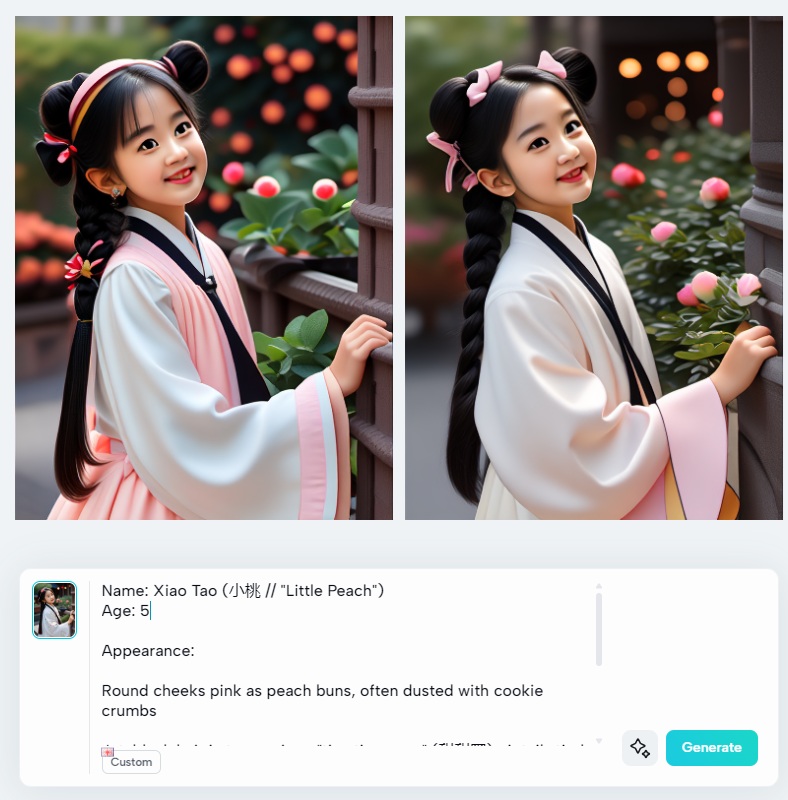 Name: Xiao Tao (小桃 // "Little Peach")
Age: 5
Appearance:
Round cheeks pink as peach buns, often dusted with cookie
crumbs
Custom
Generate